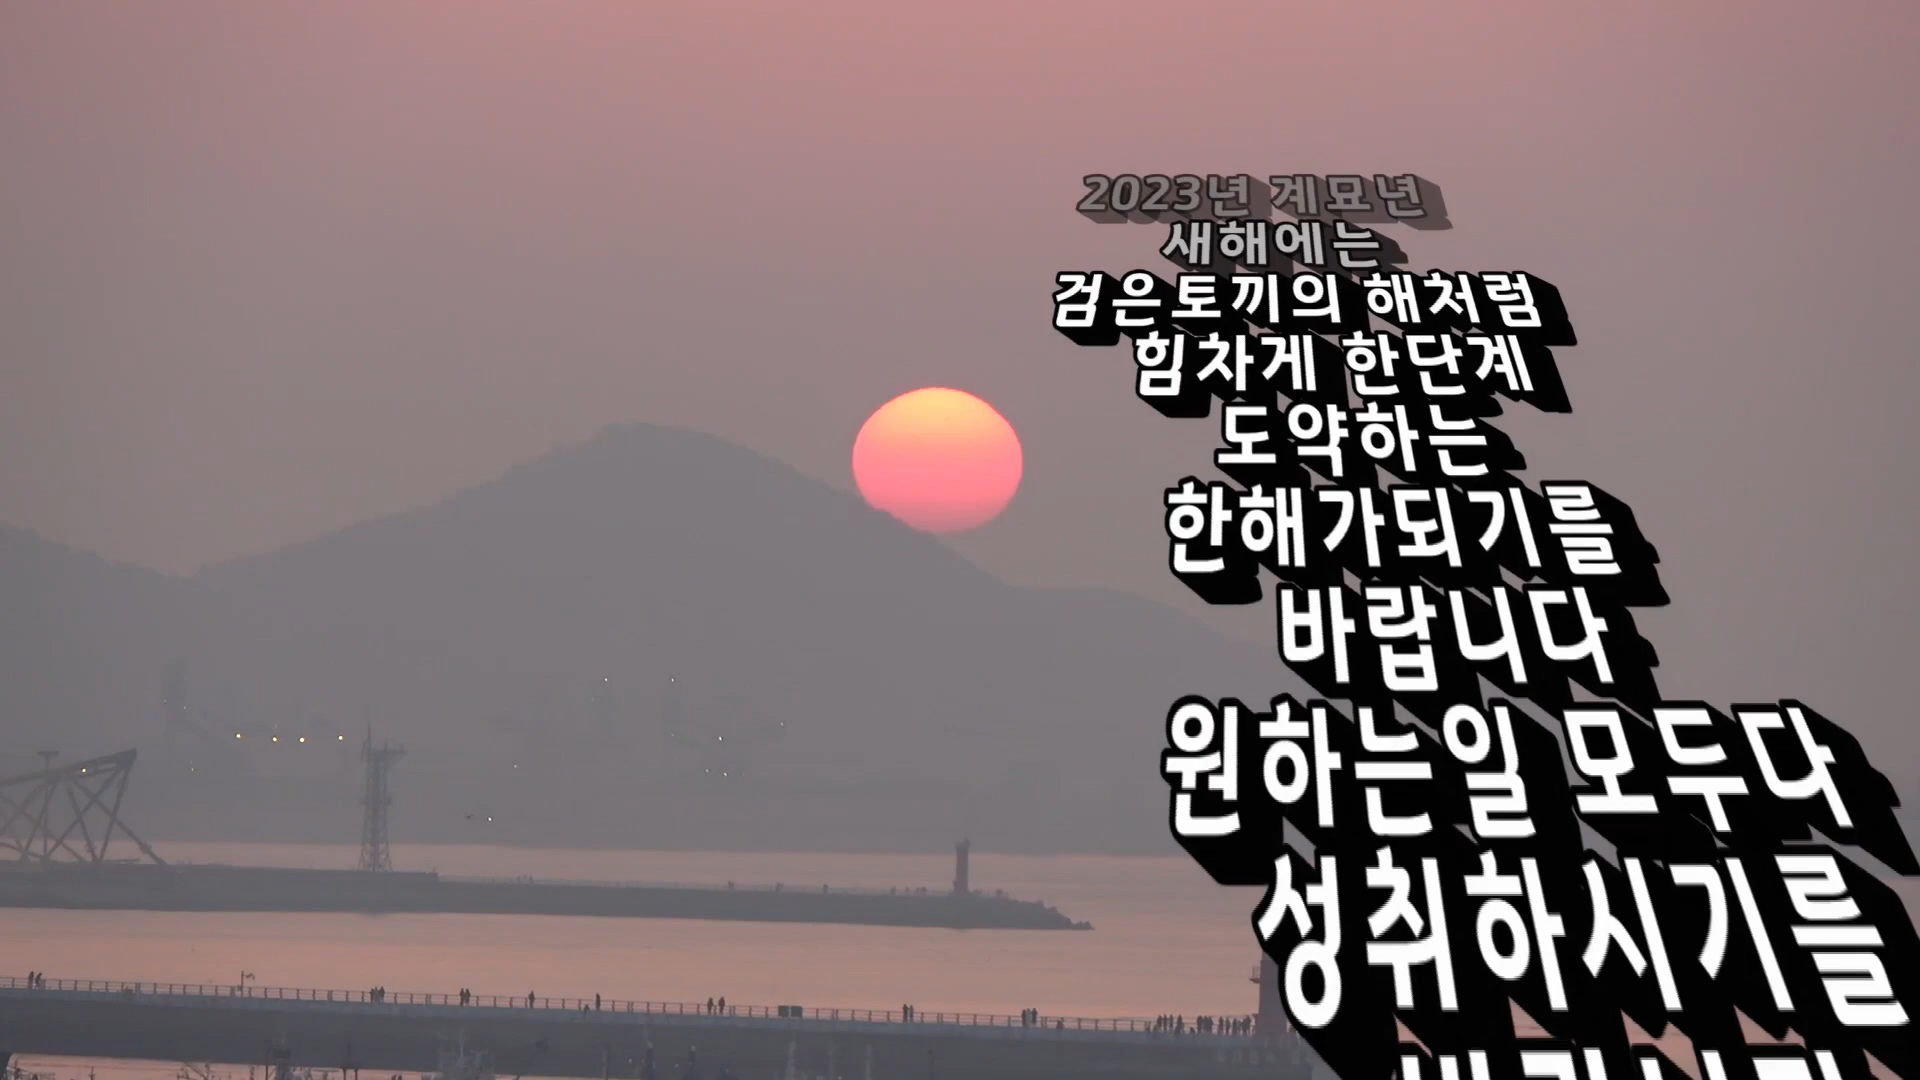 2023년 계묘년
새해에는
검은토끼의 해처럼
힘차게 한단계
도약하는
한해가되기를
바랍니다
원하는일 모두다
성취하시기를